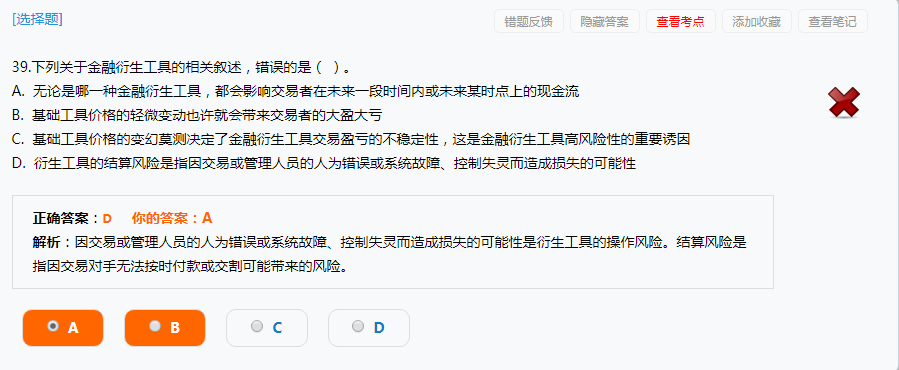 [选择题]
错题反馈 隐藏答案 查看考点 添加收藏 查看笔记
39.下列关于金融衍生工具的相关叙述，错误的是（ ）。
A. 无论是哪一种金融衍生工具，都会影响交易者在未来一段时间内或未来某时点上的现金流
B. 基础工具价格的轻微变动也许就会带来交易者的大盈大亏
C. 基础工具价格的变幻莫测决定了金融衍生工具交易盈亏的不稳定性，这是金融衍生工具高风险性的重要诱因
D. 衍生工具的结算风险是指因交易或管理人员的人为错误或系统故障、控制失灵而造成损失的可能性
正确答案：D 你的答案：A
解析：因交易或管理人员的人为错误或系统故障、控制失灵而造成损失的可能性是衍生工具的操作风险。结算风险是
指因交易对手无法按时付款或交割可能带来的风险。
A B C D